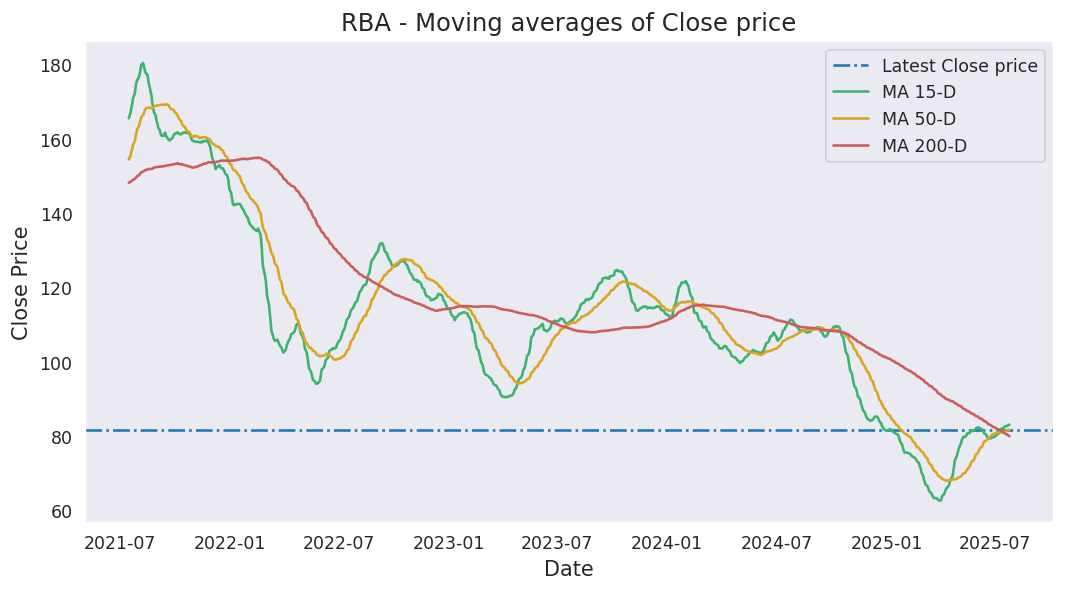 RBA - Moving averages of Close price
Latest Close price
MA 15-D
MA 50-D
MA 200-D
Close Price
180
160
140
120
100
80
60
2021-07 2022-01 2022-07 2023-01 2023-07 2024-01 2024-07 2025-01 2025-07
Date